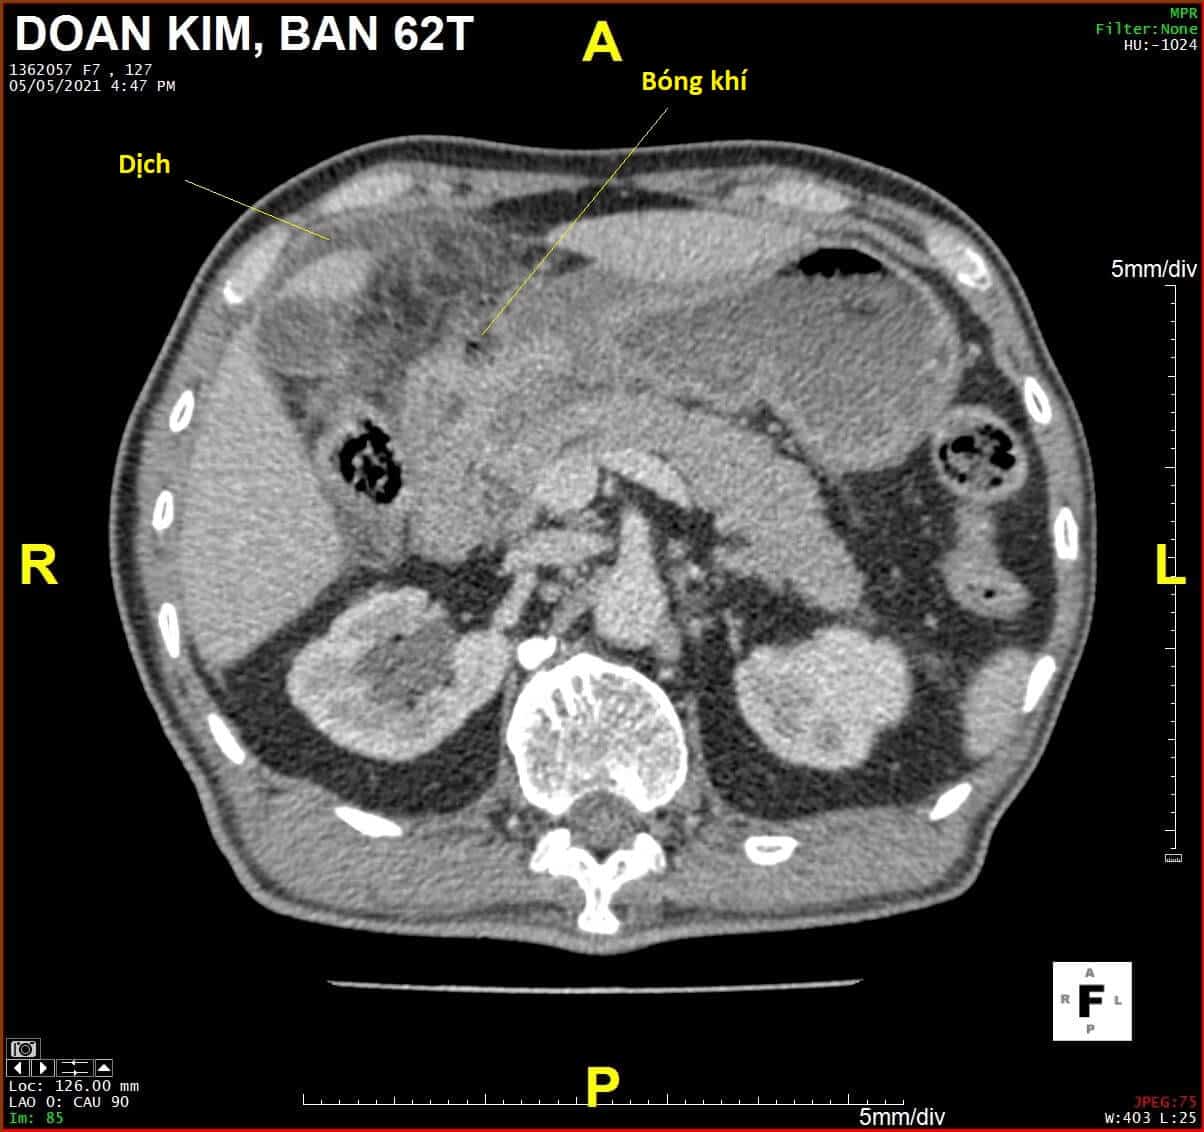 DOAN KIM, BAN 62T
1362057 F7 , 127
05/05/2021 4:47 PM
A
MPR
Filter:None
HU:-1024
Bóng khí
Dịch
5mm/div
R
L
A
R F L
P
Loc: 126.00 mm
LAO 0: CAU 90
Im: 85
P
5mm/div
JPEG:75
W:403 L:25